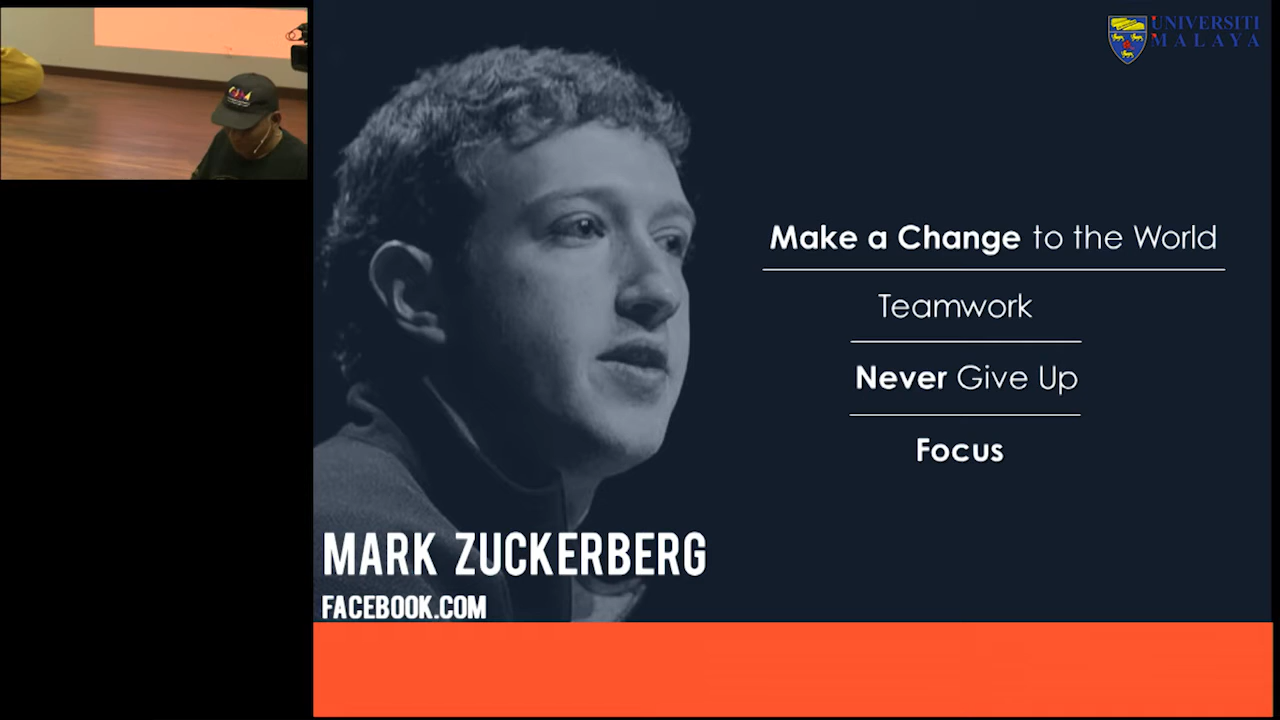 UNIVERSITI
MALAYA
Make a Change to the World
Teamwork
Never Give Up
Focus
MARK ZUCKERBERG
FACEBOOK.COM